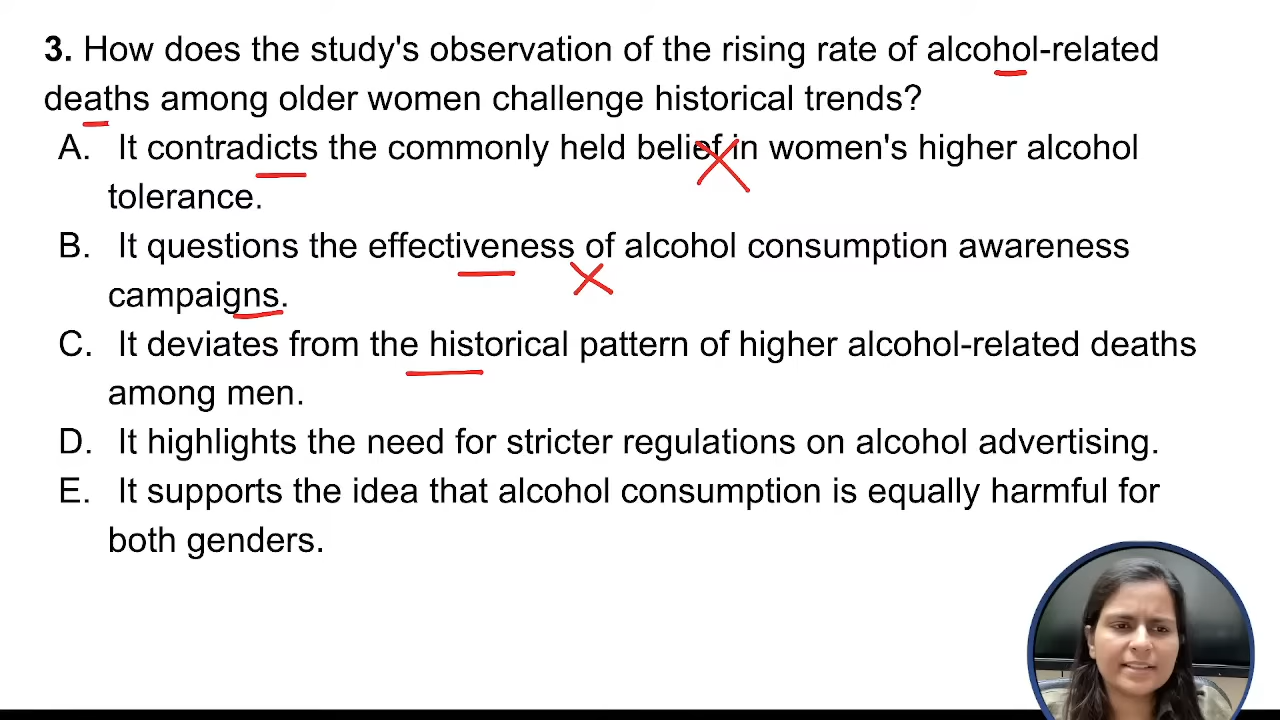 3. How does the study's observation of the rising rate of alcohol-related
deaths among older women challenge historical trends?
A. It contradicts the commonly held belief in women's higher alcohol
tolerance.
B. It questions the effectiveness of alcohol consumption awareness
campaigns.
C. It deviates from the historical pattern of higher alcohol-related deaths
among men.
D. It highlights the need for stricter regulations on alcohol advertising.
E. It supports the idea that alcohol consumption is equally harmful for
both genders.